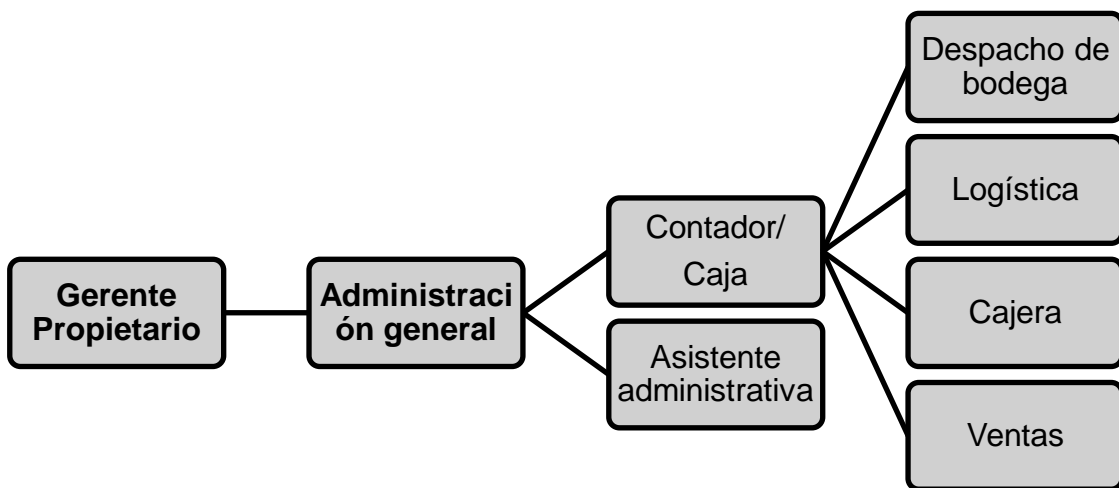 Gerente
Propietario
Administraci
ón general
Contador/
Caja
Asistente
administrativa
Despacho de
bodega
Logística
Cajera
Ventas